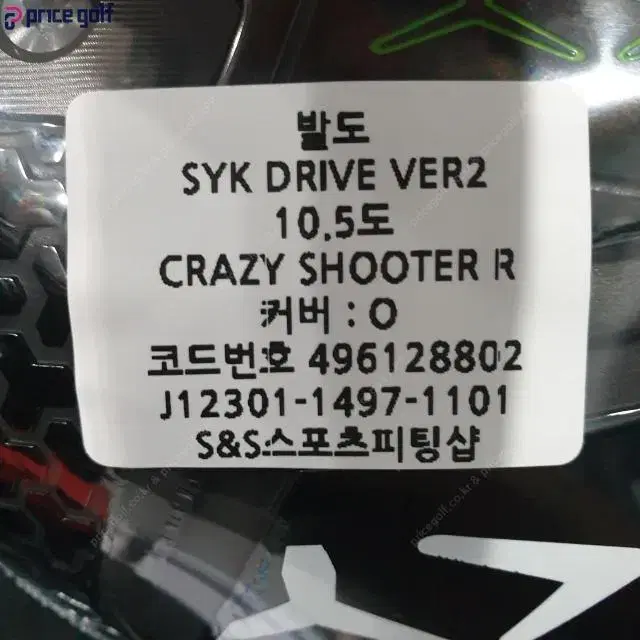 price golf
발도
SYK DRIVE VER2
10.5도
CRAZY SHOOTER R
커버 : O
코드번호 496128802
J12301-1497-1101
S&S스포츠피팅샵